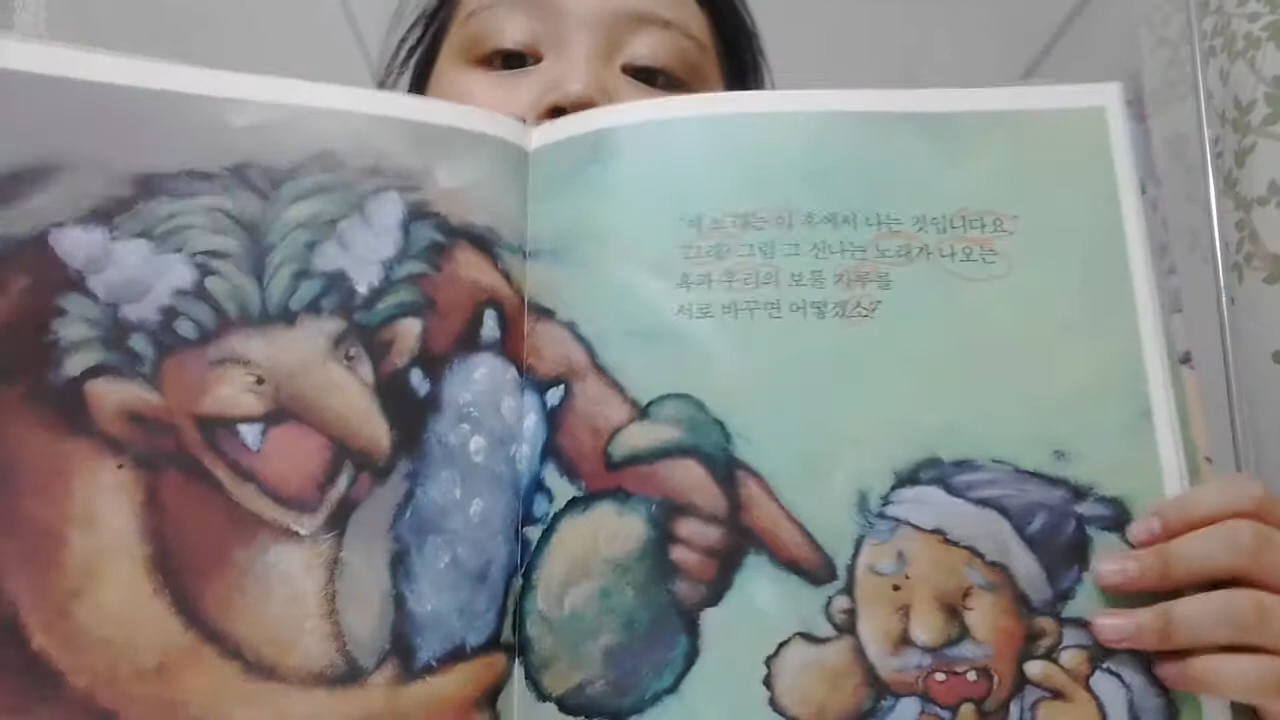 "제 노래는 이 혹에서 나는 것입니다요."
"그래? 그럼 그 신나는 노래가 나오는
혹과 우리의 보물 자루를
서로 바꾸면 어떻겠소?"